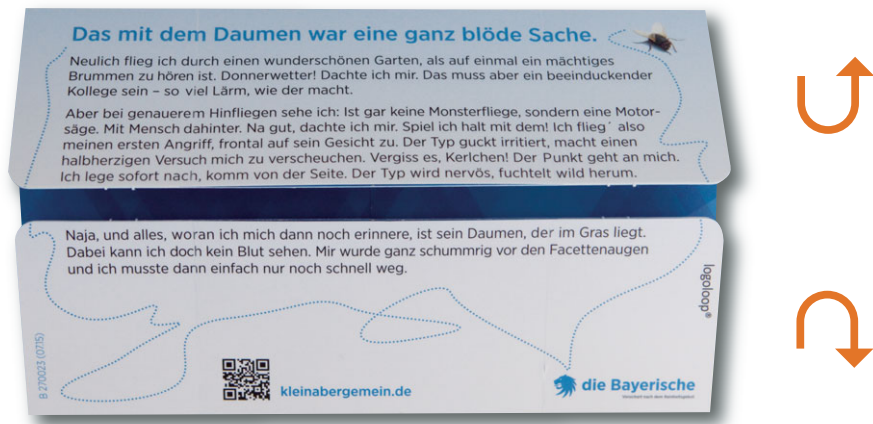 Das mit dem Daumen war eine ganz blöde Sache.
Neulich flieg ich durch einen wunderschönen Garten, als auf einmal ein mächtiges
Brummen zu hören ist. Donnerwetter! Dachte ich mir. Das muss aber ein beeinduckender
Kollege sein – so viel Lärm, wie der macht.
Aber bei genauerem Hinfliegen sehe ich: Ist gar keine Monsterfliege, sondern eine Motor-
säge. Mit Mensch dahinter. Na gut, dachte ich mir. Spiel ich halt mit dem! Ich flieg´ also
meinen ersten Angriff, frontal auf sein Gesicht zu. Der Typ guckt irritiert, macht einen
halbherzigen Versuch mich zu verscheuchen. Vergiss es, Kerlchen! Der Punkt geht an mich.
Ich lege sofort nach, komm von der Seite. Der Typ wird nervös, fuchtelt wild herum.
Naja, und alles, woran ich mich dann noch erinnere, ist sein Daumen, der im Gras liegt.
Dabei kann ich doch kein Blut sehen. Mir wurde ganz schummrig vor den Facettenaugen
und ich musste dann einfach nur noch schnell weg.
logoloop®
B 270023 (07.15)
kleinabergemein.de
die Bayerische